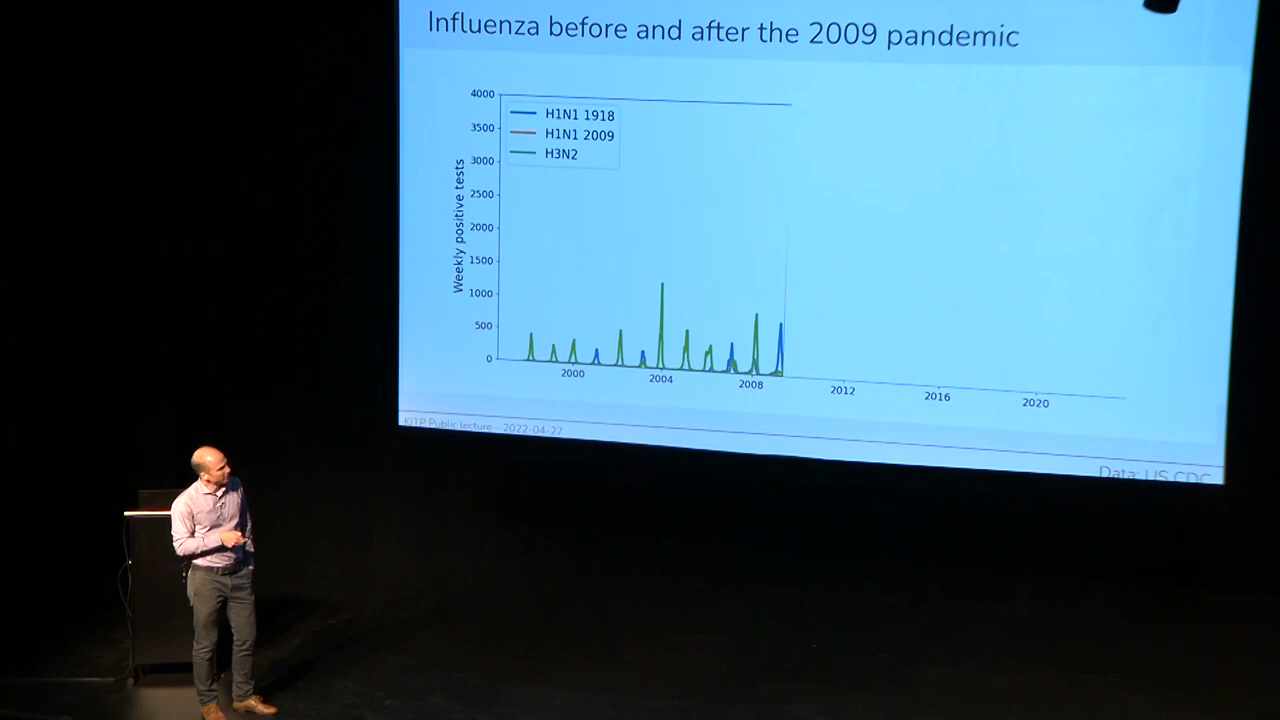 Influenza before and after the 2009 pandemic
4000
3500
3000
2500
2000
1500
1000
500
0
Weekly positive tests
H1N1 1918
H1N1 2009
H3N2
2000
2004
2008
2012
2016
2020
KITP Public lecture - 2022-04-27
Data: US CDC